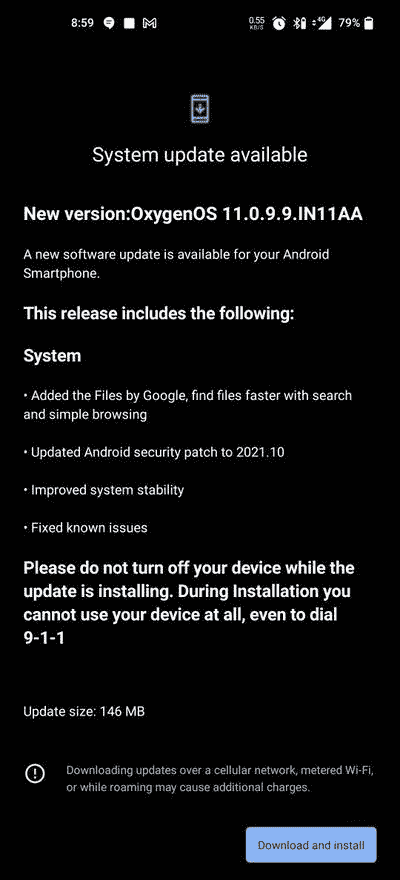 8:59 0.55 KB/S 4G 79%
System update available
New version:OxygenOS 11.0.9.9.IN11AA
A new software update is available for your Android
Smartphone.
This release includes the following:
System
• Added the Files by Google, find files faster with search
and simple browsing
• Updated Android security patch to 2021.10
• Improved system stability
• Fixed known issues
Please do not turn off your device while the
update is installing. During Installation you
cannot use your device at all, even to dial
9-1-1
Update size: 146 MB
Downloading updates over a cellular network, metered Wi-Fi,
or while roaming may cause additional charges.
Download and install